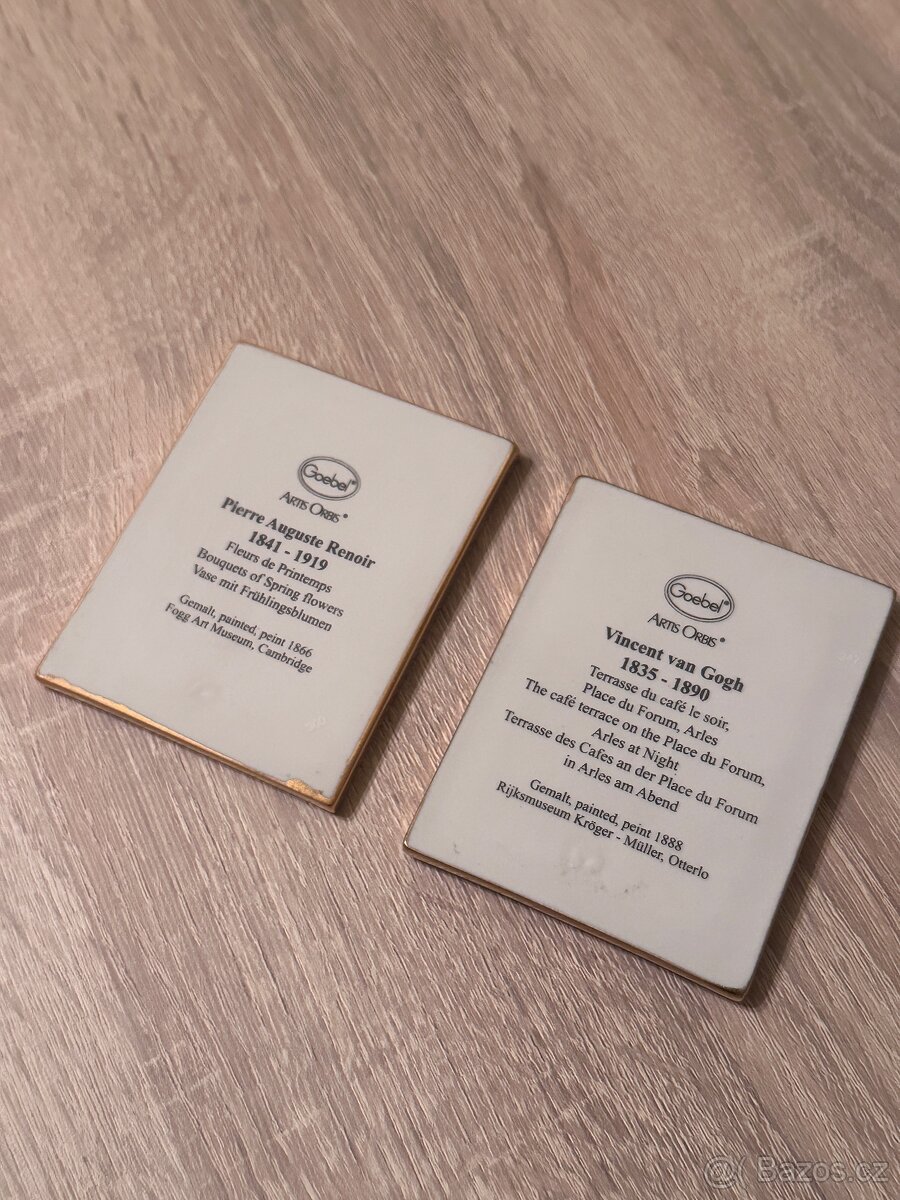 Goebel®
ARTIS ORBIS®
Pierre Auguste Renoir
1841 - 1919
Fleurs de Printemps
Bouquets of Spring flowers
Vase mit Frühlingsblumen
Gemalt, painted, peint 1866
Fogg Art Museum, Cambridge
Goebel®
ARTIS ORBIS®
Vincent van Gogh
1835 - 1890
Terrasse du café le soir,
Place du Forum, Arles
The café terrace on the Place du Forum,
Arles at Night
Terrasse des Cafes an der Place du Forum
in Arles am Abend
Gemalt, painted, peint 1888
Rijksmuseum Kröger - Müller, Otterlo
Bazos.cz